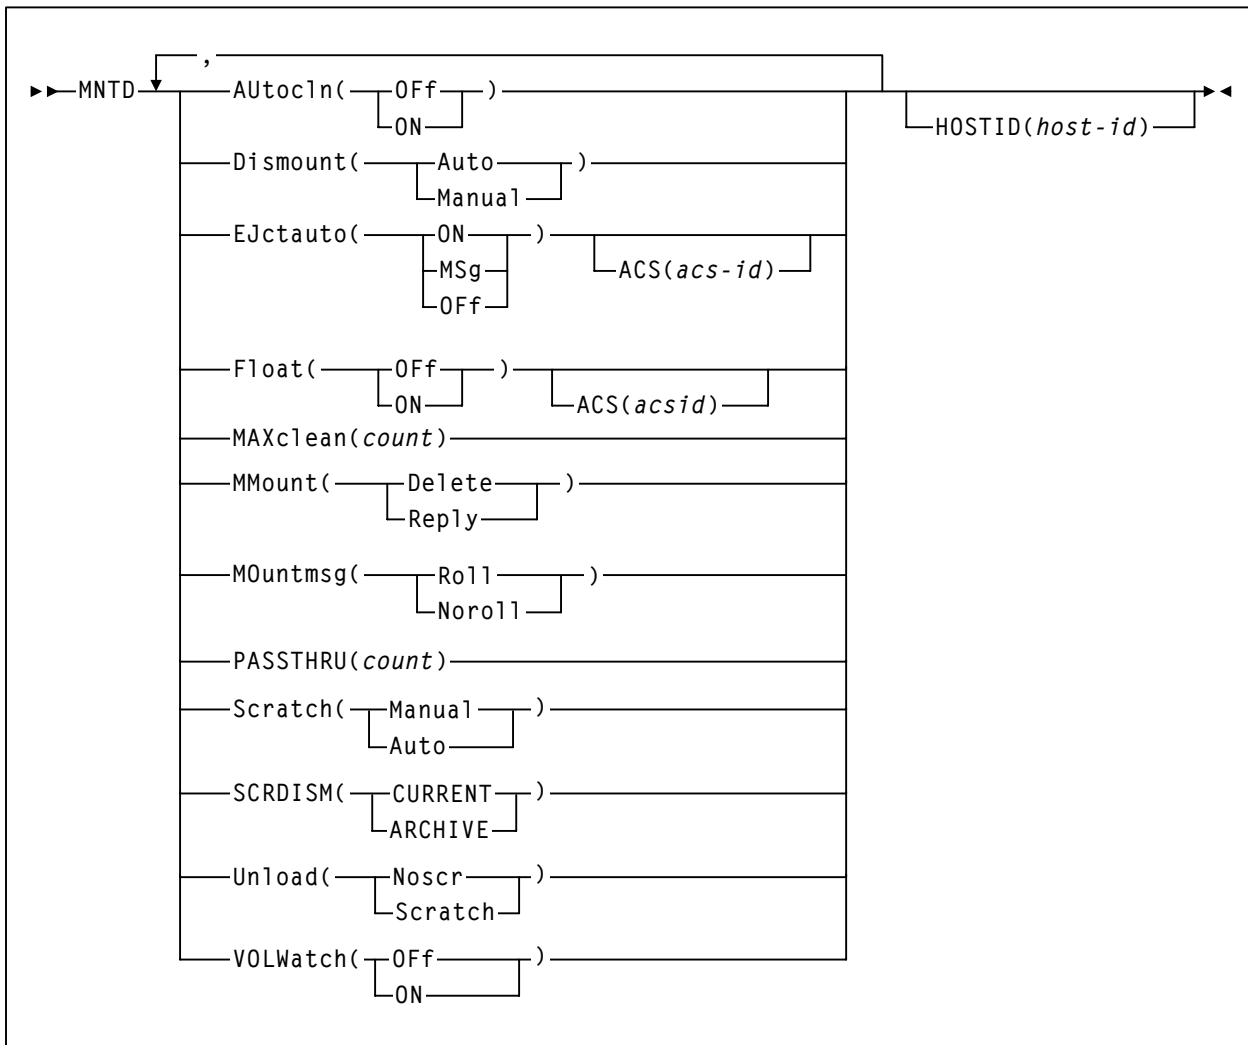 ,
MNTD AUtocln( OFf )
ON
HOSTID(host-id)
Dismount( Auto )
Manual
EJctauto( ON )
MSg ACS(acs-id)
OFf
Float( OFf )
ON ACS(acsid)
MAXclean(count)
MMount( Delete )
Reply
MOuntmsg( Roll )
Noroll
PASSTHRU(count)
Scratch( Manual )
Auto
SCRDISM( CURRENT )
ARCHIVE
Unload( Noscr )
Scratch
VOLWatch( OFf )
ON